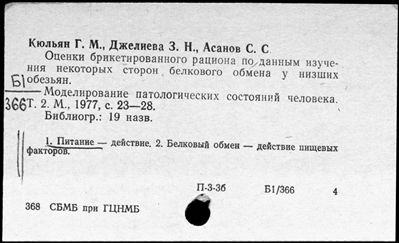 Кюльян Г. М., Джелиева З. Н., Асанов С. С
Оценки брикетированного рациона по данным изуче-
ния некоторых сторон белкового обмена у низших
обезьян.
Б1
366
Моделирование патологических состояний человека.
Т. 2. М., 1977, с. 23—28.
Библиогр.: 19 назв.
1. Питание — действие. 2. Белковый обмен — действие пищевых
факторов.
П-3-3б Б1/366 4
368 СБМБ при ГЦНМБ